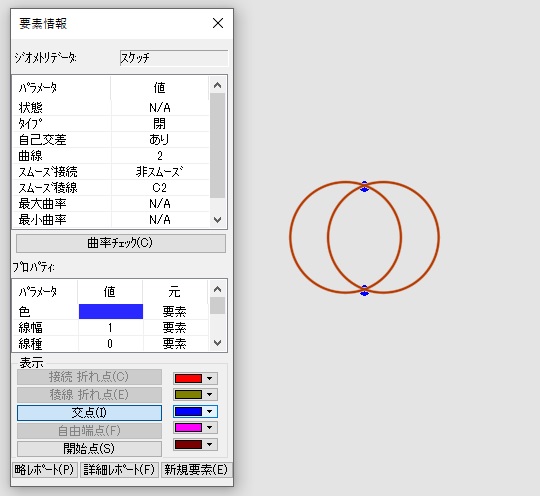 要素情報
ｼﾞｵﾒﾄﾘﾃﾞｰﾀ: ｽｹｯﾁ
ﾊﾟﾗﾒｰﾀ 値
状態 N/A
ﾀｲﾌﾟ 閉
自己交差 あり
曲線 2
ｽﾑｰｽﾞ接続 非ｽﾑｰｽﾞ
ｽﾑｰｽﾞ稜線 C2
最大曲率 N/A
最小曲率 N/A
曲率ﾁｪｯｸ(C)
ﾌﾟﾛﾊﾟﾃｨ:
ﾊﾟﾗﾒｰﾀ 値 元
色 要素
線幅 1 要素
線種 0 要素
表示
接続 折れ点(C)
稜線 折れ点(E)
交点(I)
自由端点(F)
開始点(S)
略ﾚﾎﾟｰﾄ(P) 詳細ﾚﾎﾟｰﾄ(F) 新規要素(E)